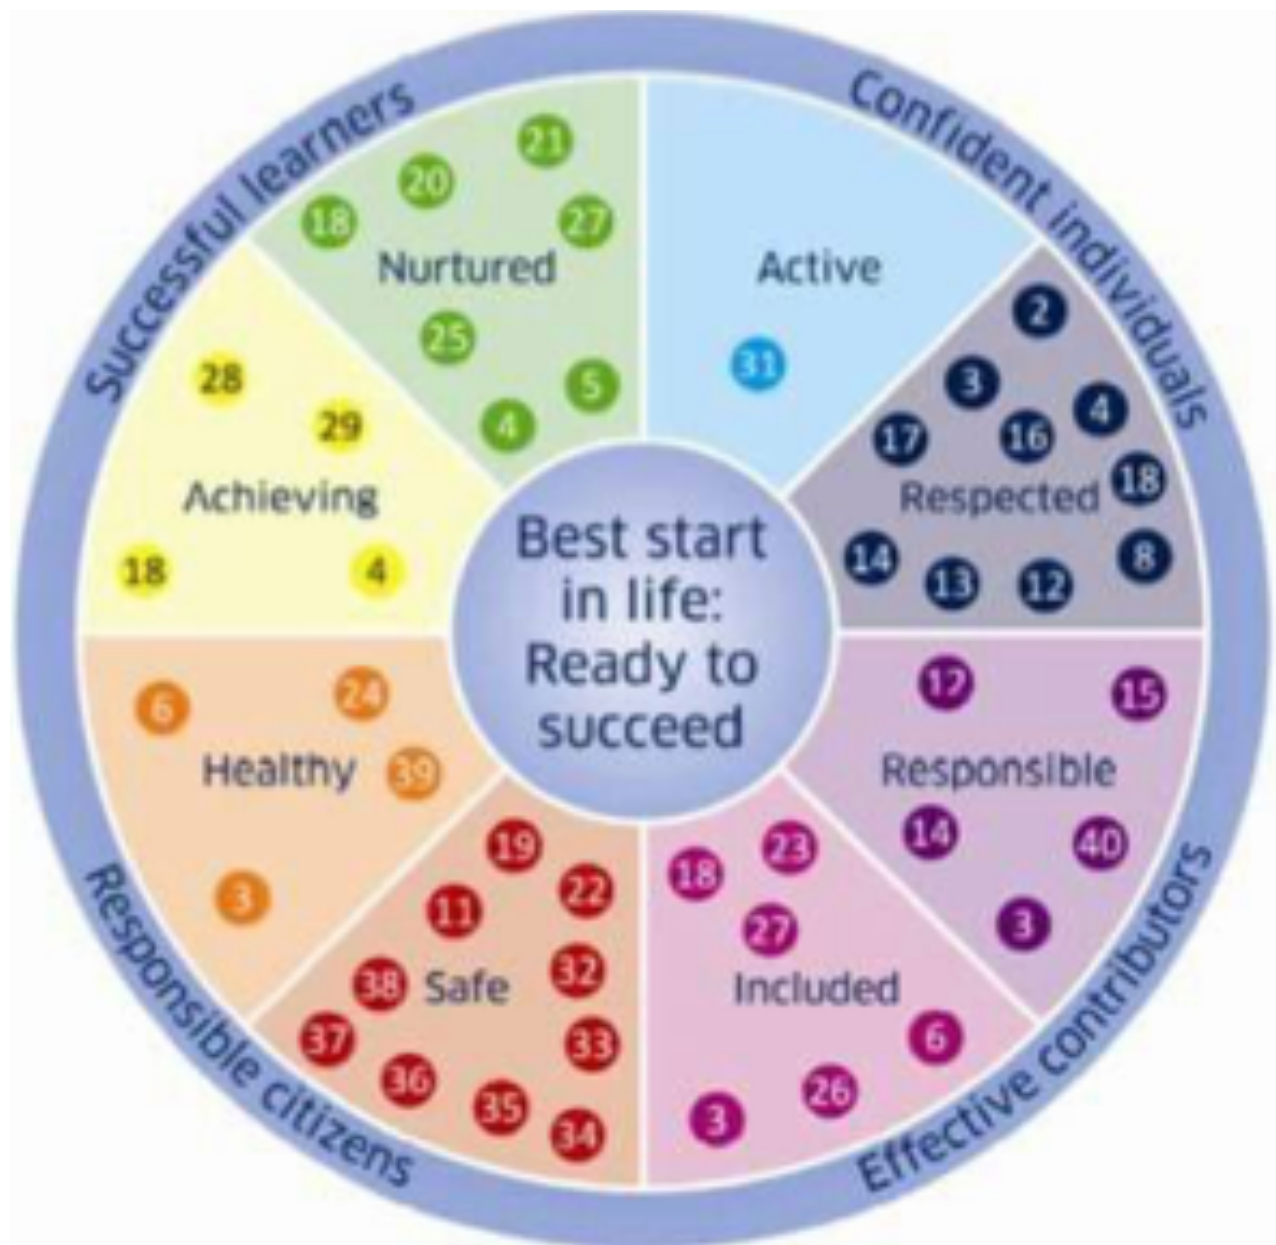 Successful learners
Confident individuals
Effective contributors
Responsible citizens
Best start
in life:
Ready to
succeed
Active
31
2
3
4
17
16
Respected
18
14
13
12
8
12
15
Responsible
14
40
3
18
23
27
Included
6
26
3
19
22
11
32
38
Safe
33
37
36
35
34
6
24
Healthy
39
3
28
29
Achieving
18
4
21
20
18
27
Nurtured
25
5
4